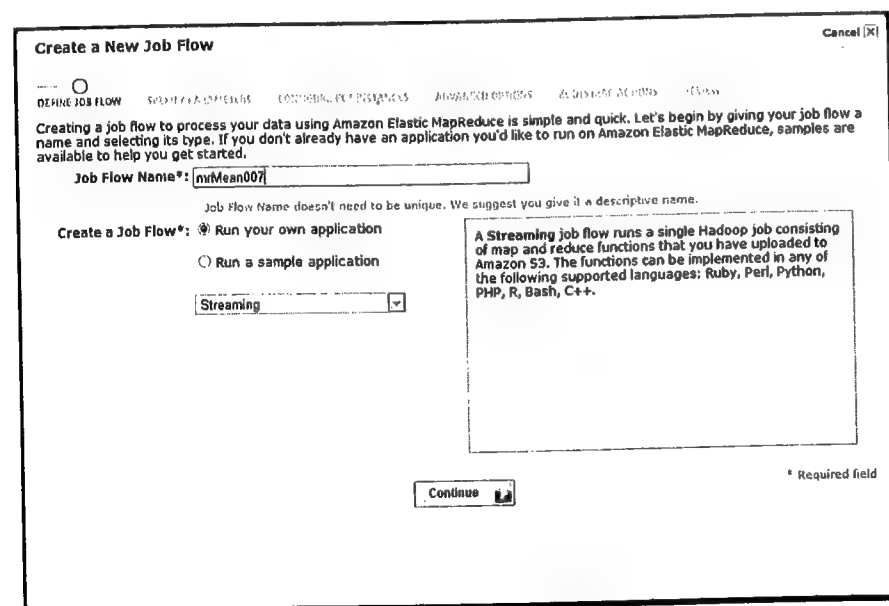 Create a New Job Flow
Cancel
DEFINE JOB FLOW
Creating a job flow to process your data using Amazon Elastic MapReduce is simple and quick. Let's begin by giving your job flow a
name and selecting its type. If you don't already have an application you'd like to run on Amazon Elastic MapReduce, samples are
available to help you get started.
Job Flow Name*: mrMean007
Job Flow Name doesn't need to be unique. We suggest you give it a descriptive name.
Create a Job Flow*: Run your own application
Run a sample application
Streaming
A Streaming job flow runs a single Hadoop job consisting
of map and reduce functions that you have uploaded to
Amazon S3. The functions can be implemented in any of
the following supported languages: Ruby, Perl, Python,
PHP, R, Bash, C++.
* Required field
Continue